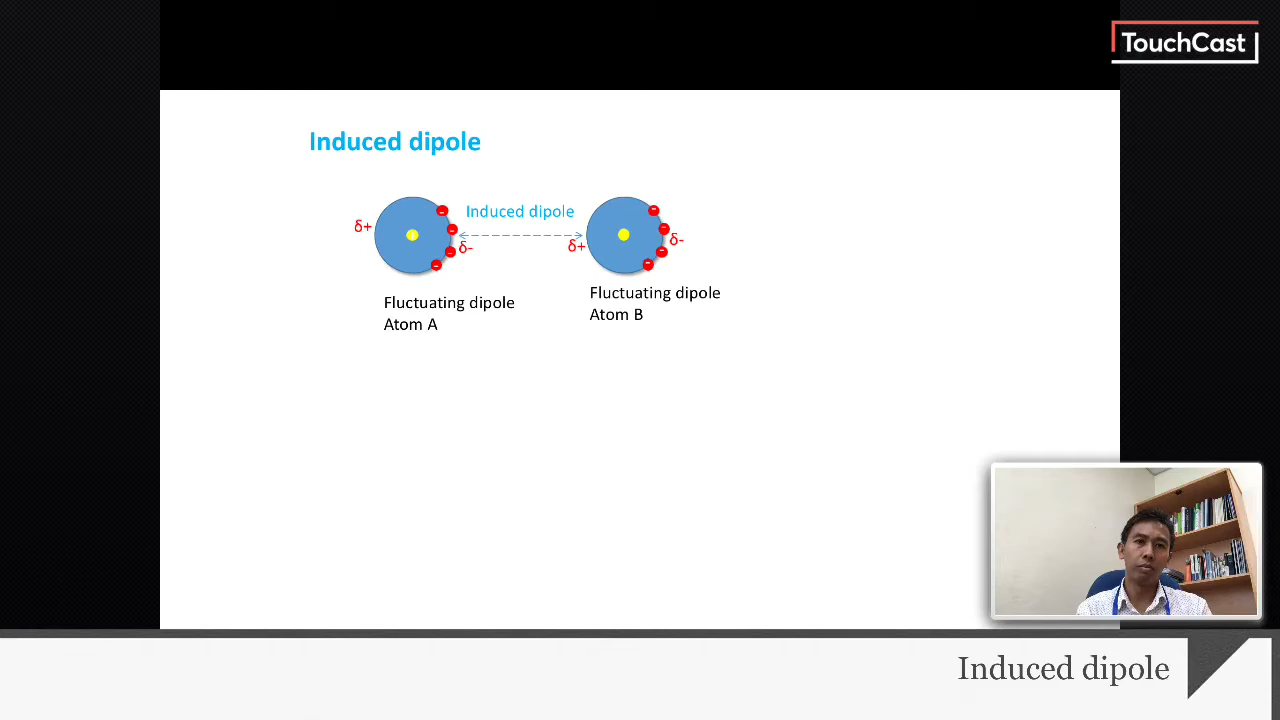 TouchCast
Induced dipole
Induced dipole
δ+
δ-
δ+
δ-
Fluctuating dipole
Atom A
Fluctuating dipole
Atom B
Induced dipole